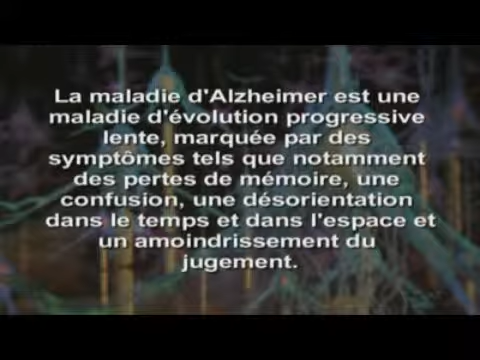 La maladie d'Alzheimer est une
maladie d'évolution progressive
lente, marquée par des
symptômes tels que notamment
des pertes de mémoire, une
confusion, une désorientation
dans le temps et dans l'espace et
un amoindrissement du
jugement.